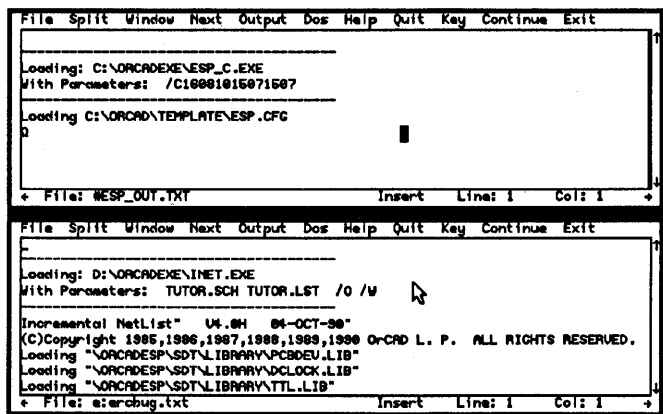 File Split Window Next Output Dos Help Quit Key Continue Exit
Loading: C:\ORCADEXE\ESP_C.EXE
With Parameters: /C16081015071507
Loading C:\ORCAD\TEMPLATE\ESP.CFG
Ω
File: #ESP_OUT.TXT Insert Line: 1 Col: 1
File Split Window Next Output Dos Help Quit Key Continue Exit
Loading: D:\ORCADEXE\INET.EXE
With Parameters: TUTOR.SCH TUTOR.LST /O /W
Incremental NetList" V4.0H 04-OCT-90"
(C)Copyright 1985,1986,1987,1988,1989,1990 OrCAD L. P. ALL RIGHTS RESERVED.
Loading "\ORCADESP\SDT\LIBRARY\PCBDEV.LIB"
Loading "\ORCADESP\SDT\LIBRARY\DCLOCK.LIB"
Loading "\ORCADESP\SDT\LIBRARY\TTL.LIB"
File: e:ercbug.txt Insert Line: 1 Col: 1